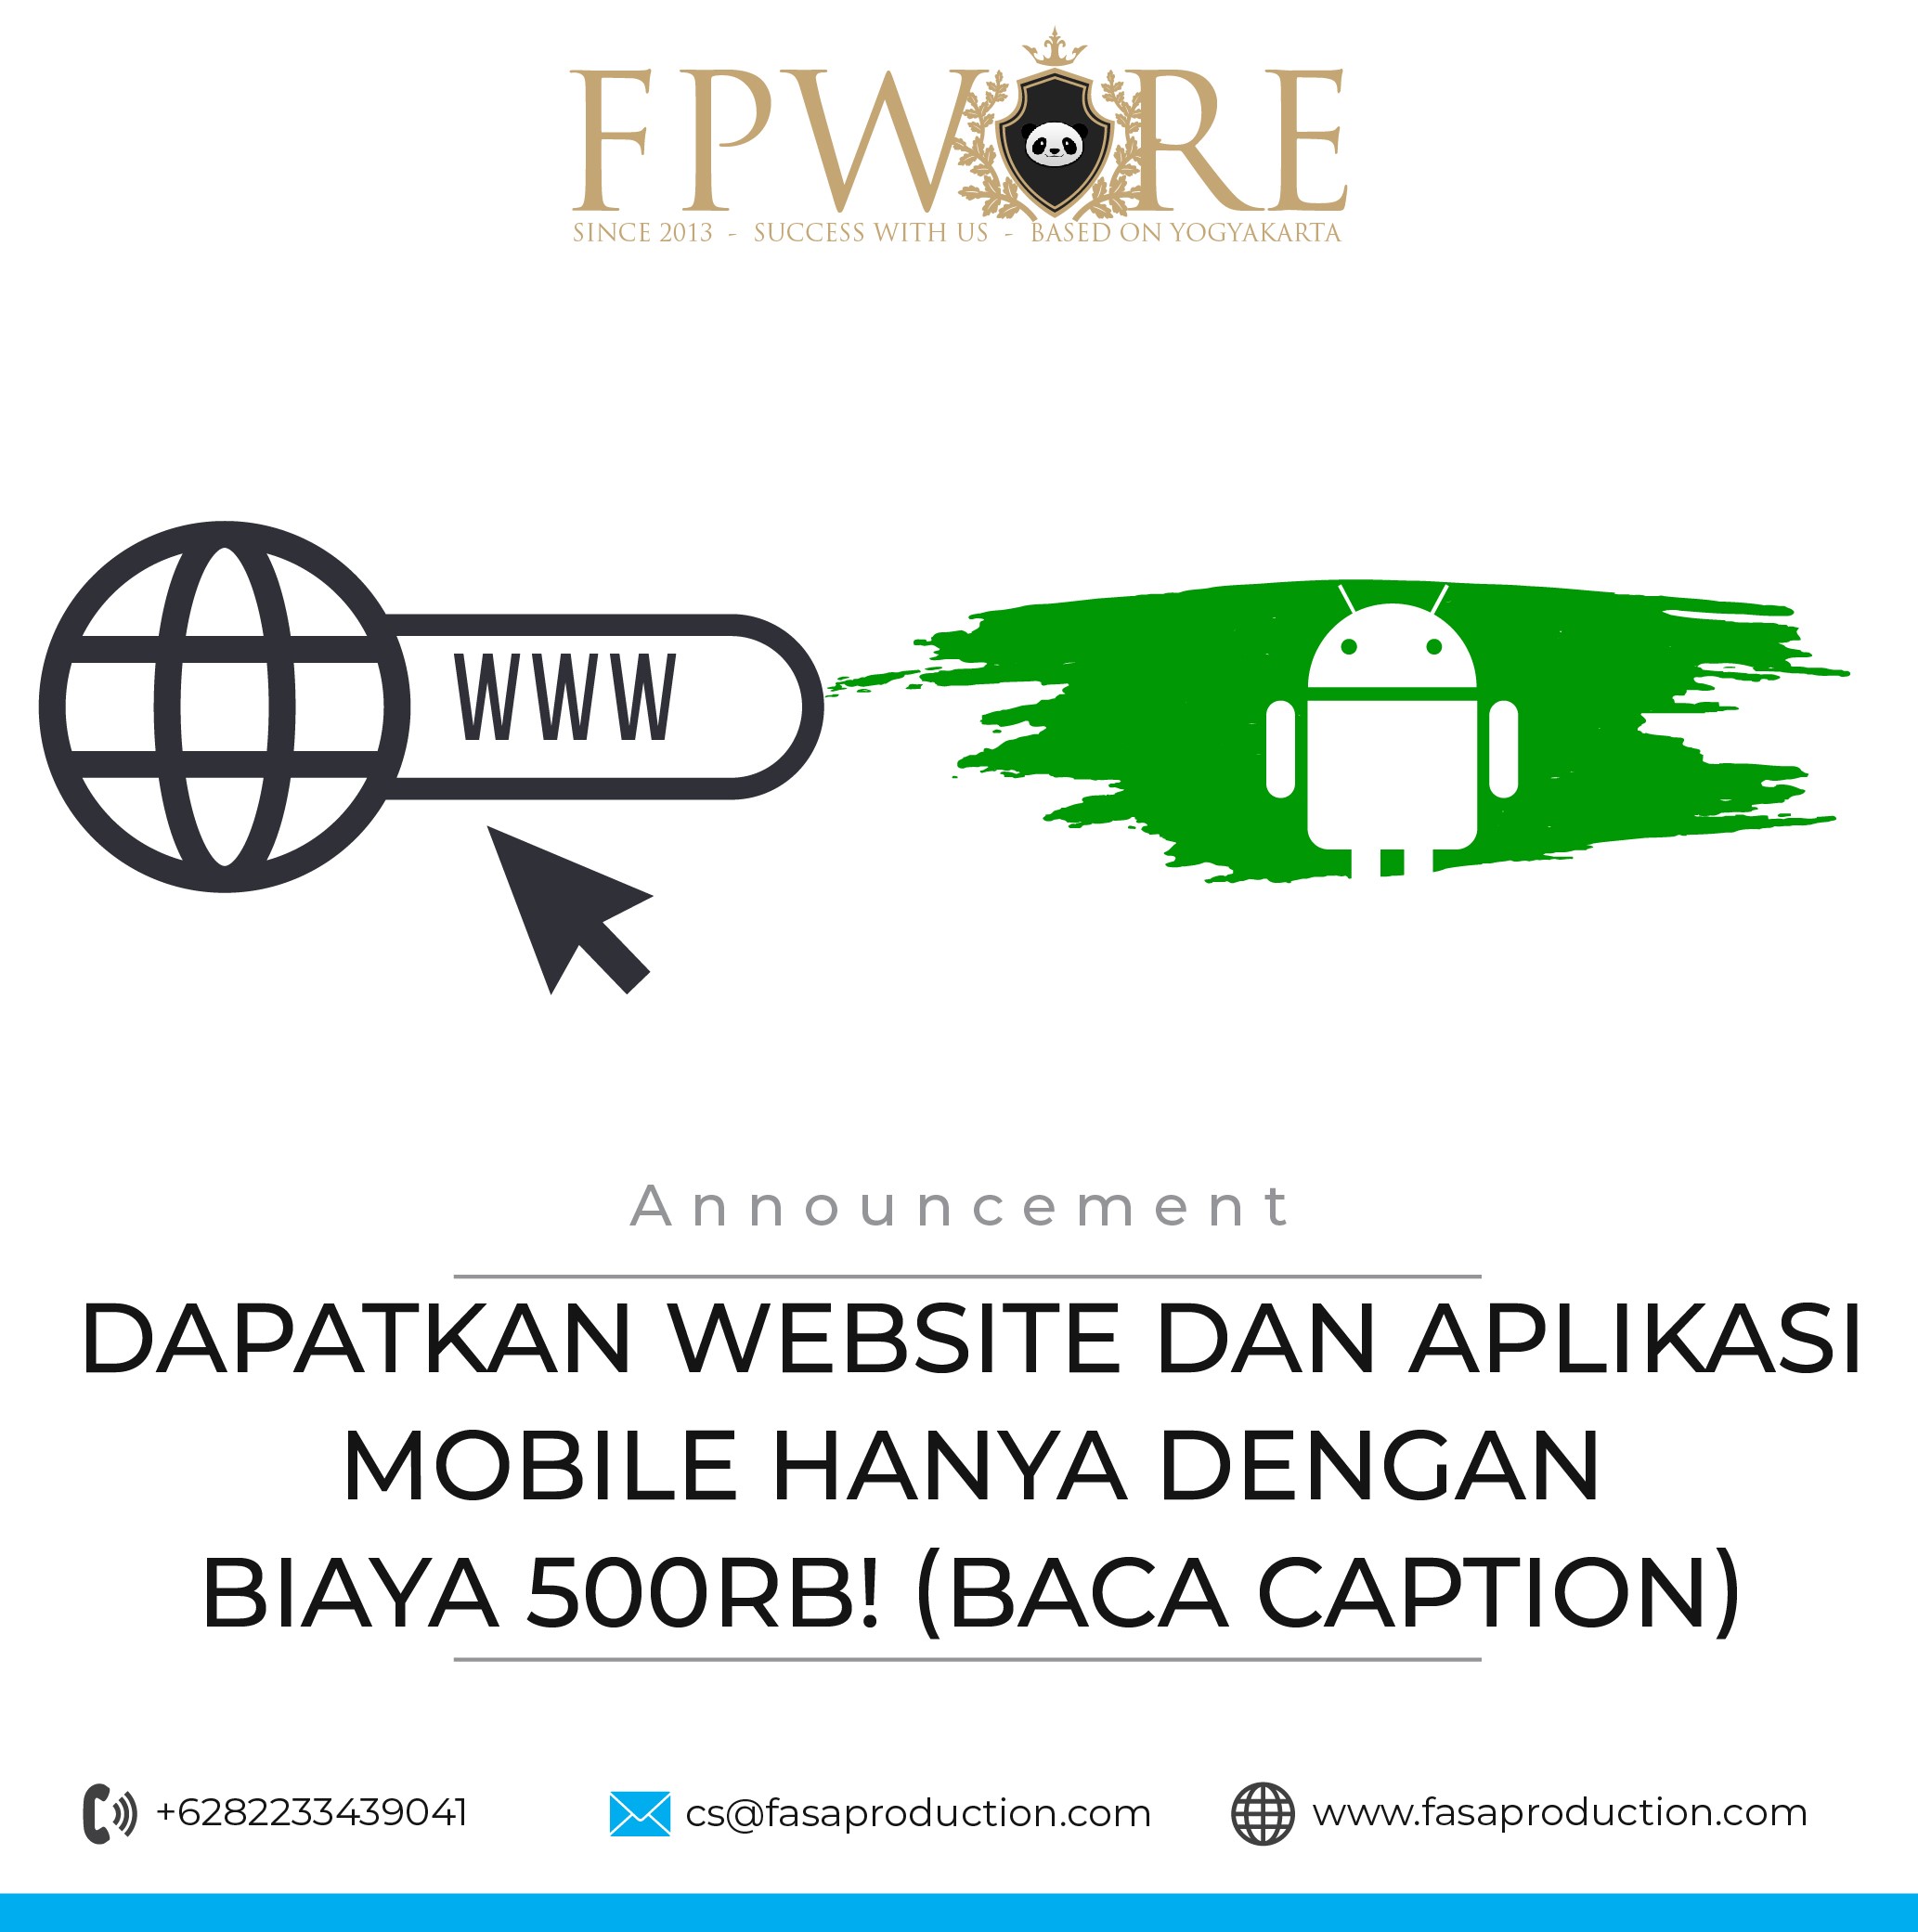 FPWARE
SINCE 2013 - SUCCESS WITH US - BASED ON YOGYAKARTA
WWW
Announcement
DAPATKAN WEBSITE DAN APLIKASI
MOBILE HANYA DENGAN
BIAYA 500RB! (BACA CAPTION)
+6282233439041
cs@fasaproduction.com
www.fasaproduction.com